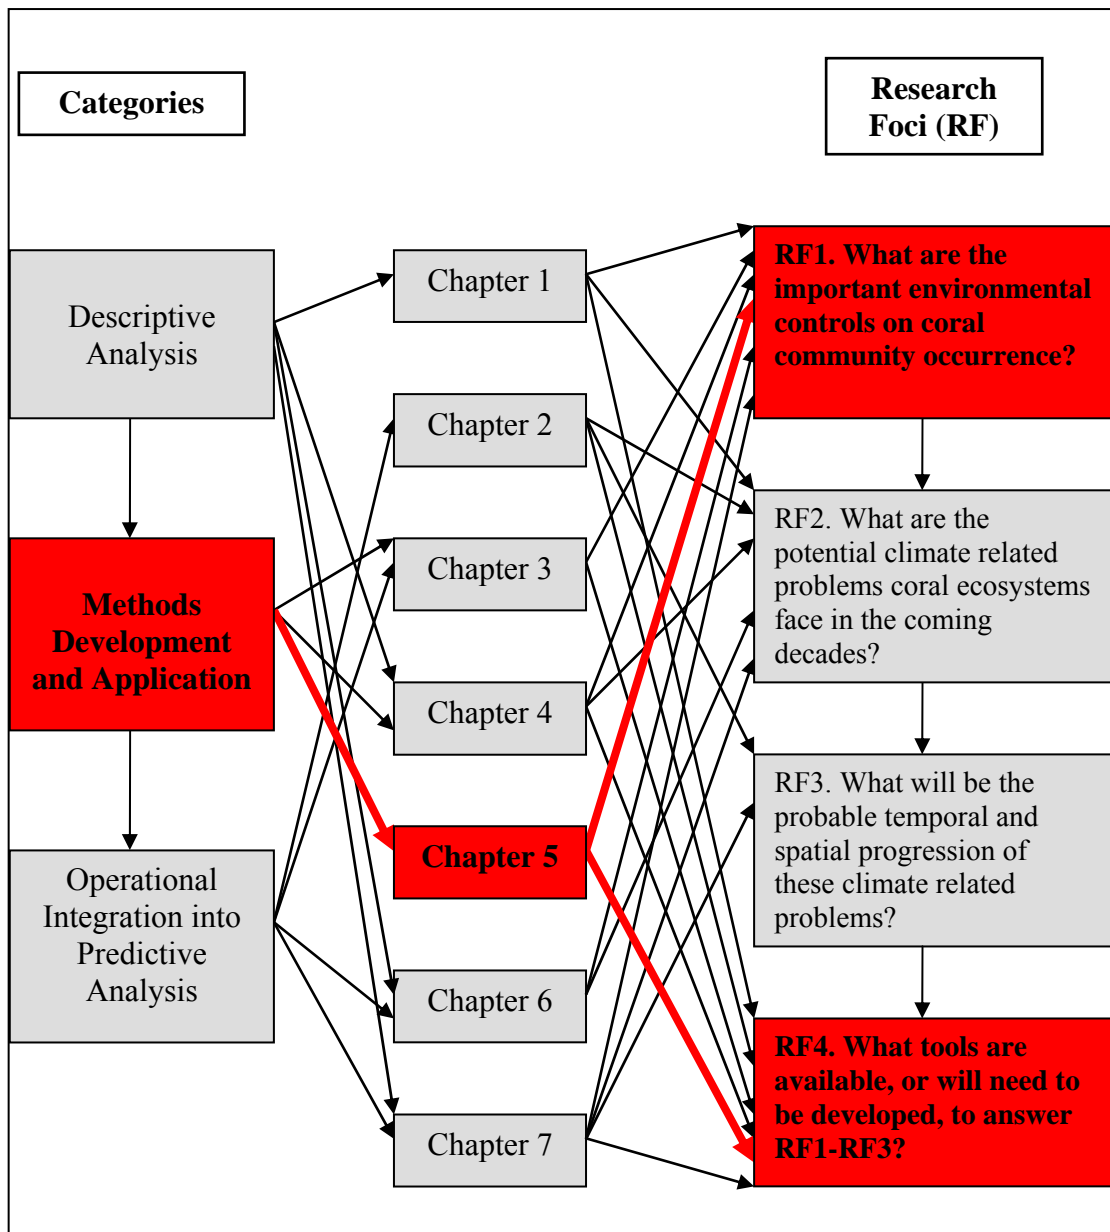 Categories
Research
Foci (RF)
Descriptive
Analysis
Methods
Development
and Application
Operational
Integration into
Predictive
Analysis
Chapter 1
Chapter 2
Chapter 3
Chapter 4
Chapter 5
Chapter 6
Chapter 7
RF1. What are the
important environmental
controls on coral
community occurrence?
RF2. What are the
potential climate related
problems coral ecosystems
face in the coming
decades?
RF3. What will be the
probable temporal and
spatial progression of
these climate related
problems?
RF4. What tools are
available, or will need to
be developed, to answer
RF1-RF3?